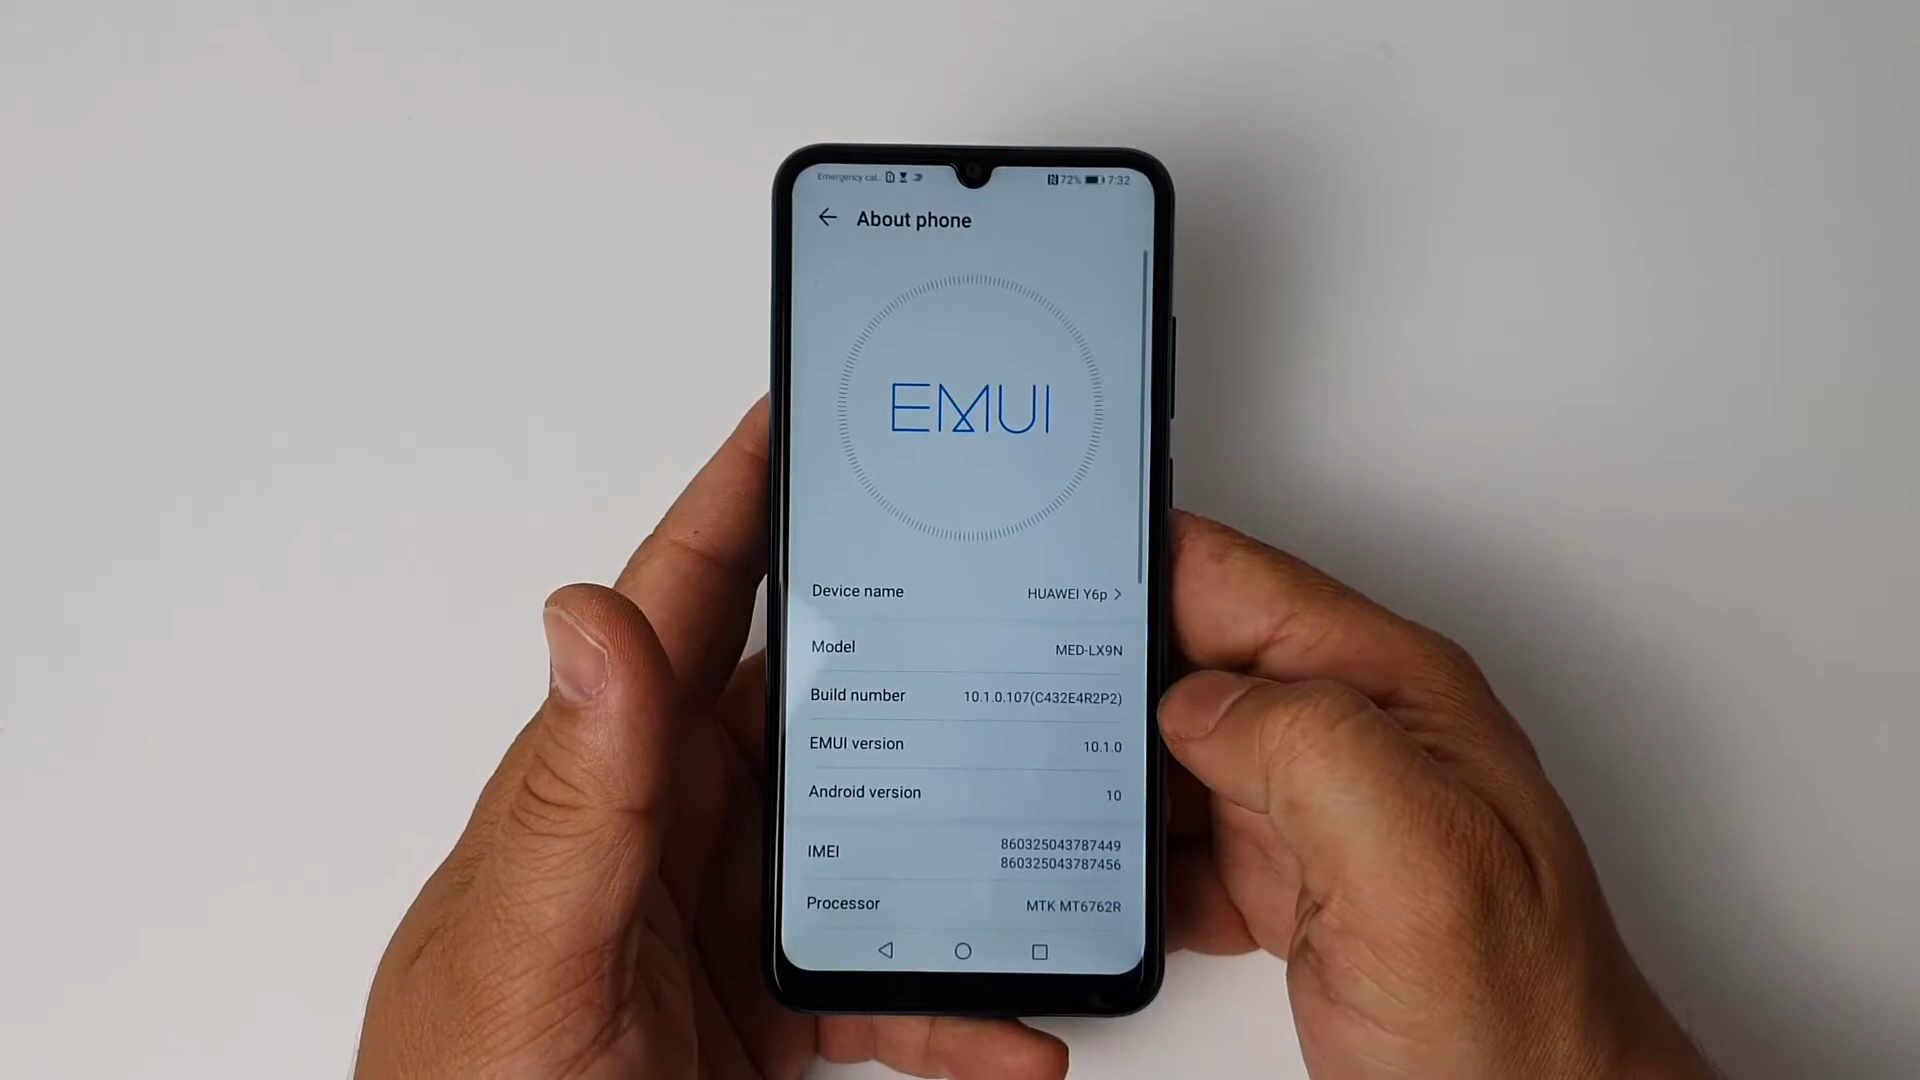 Emergency cal.. 72% 7:32
About phone
EMUI
Device name HUAWEI Y6p
Model MED-LX9N
Build number 10.1.0.107(C432E4R2P2)
EMUI version 10.1.0
Android version 10
IMEI 860325043787449
860325043787456
Processor MTK MT6762R